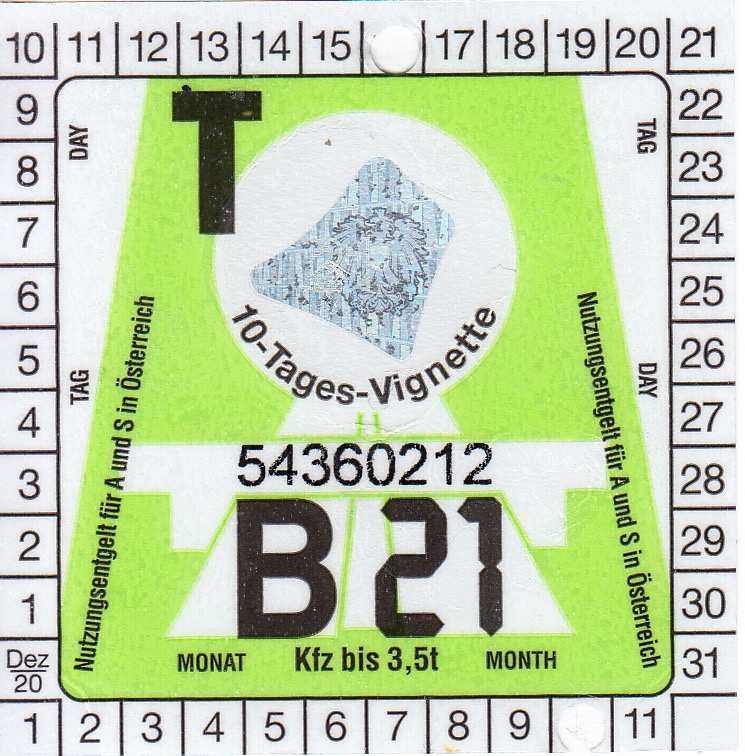 10 11 12 13 14 15 17 18 19 20 21
9 22
8 23
7 24
6 25
5 26
4 27
3 28
2 29
1 30
Dez
20
31
1 2 3 4 5 6 7 8 9 11
DAY
TAG
T
10-Tages-Vignette
TAG
DAY
Nutzungsentgelt für A und S in Österreich
Nutzungsentgelt für A und S in Österreich
54360212
B 21
MONAT Kfz bis 3,5t MONTH